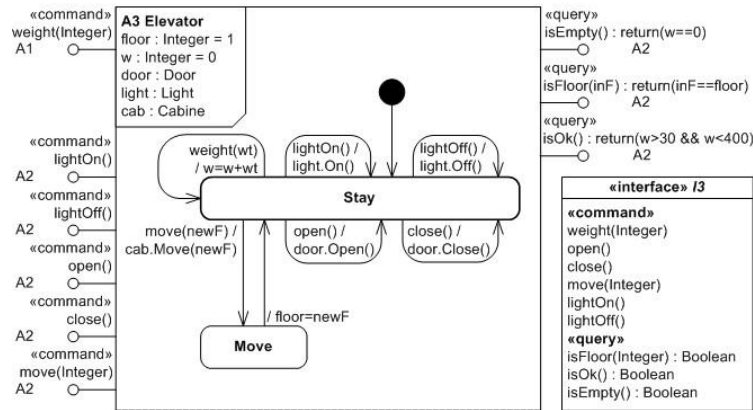 «command»
weight(Integer)
A1
A3 Elevator
floor : Integer = 1
w : Integer = 0
door : Door
light : Light
cab : Cabine
«query»
isEmpty() : return(w==0)
A2
«query»
isFloor(inF) : return(inF==floor)
A2
«query»
isOk() : return(w>30 && w<400)
A2
«command»
lightOn()
A2
«command»
lightOff()
A2
«command»
open()
A2
«command»
close()
A2
«command»
move(Integer)
A2
weight(wt)
/ w=w+wt
lightOn() /
light.On()
lightOff() /
light.Off()
Stay
move(newF) /
cab.Move(newF)
open() /
door.Open()
close() /
door.Close()
/ floor=newF
Move
«interface» I3
«command»
weight(Integer)
open()
close()
move(Integer)
lightOn()
lightOff()
«query»
isFloor(Integer) : Boolean
isOk() : Boolean
isEmpty() : Boolean